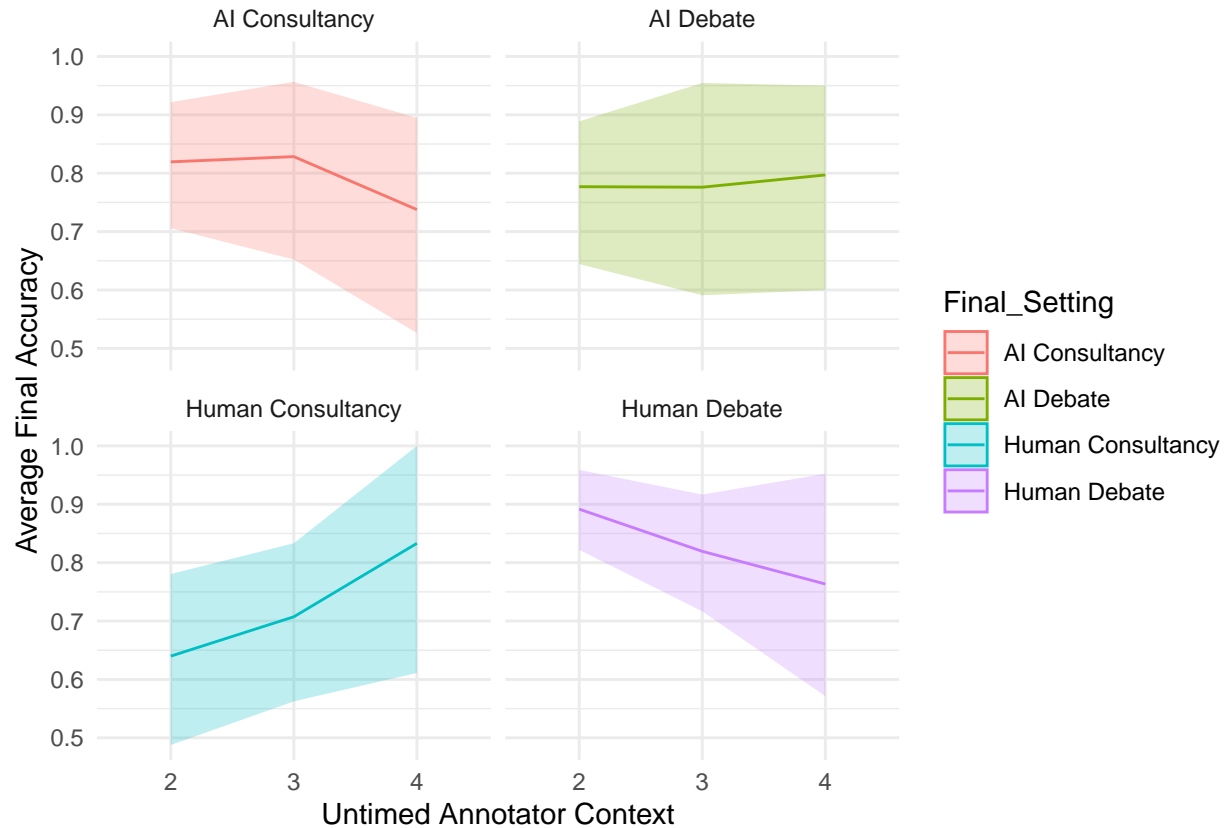 AI Consultancy
AI Debate
1.0
0.9
0.8
0.7
0.6
0.5
Human Consultancy
Human Debate
1.0
0.9
0.8
0.7
0.6
0.5
2
3
4
2
3
4
Untimed Annotator Context
Average Final Accuracy
Final_Setting
AI Consultancy
AI Debate
Human Consultancy
Human Debate